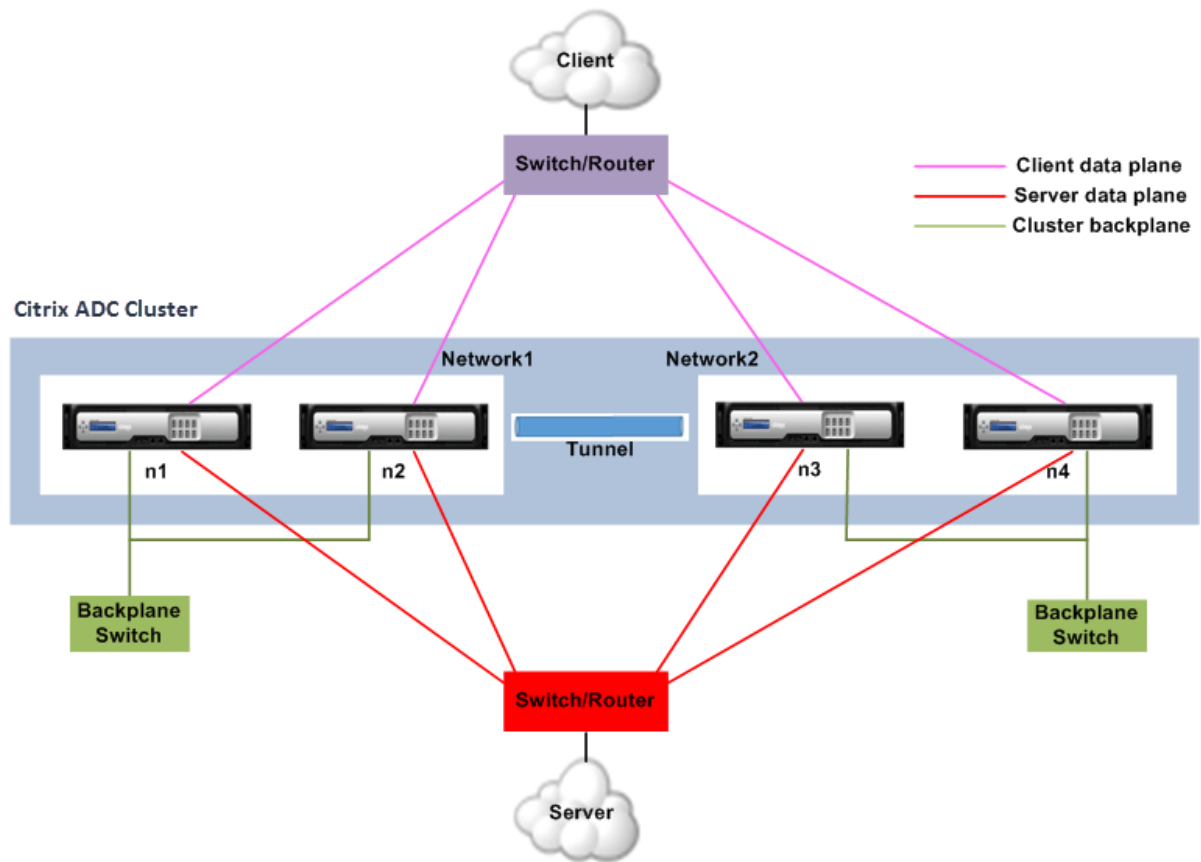 Client
Switch/Router
Client data plane
Server data plane
Cluster backplane
Citrix ADC Cluster
Network1
Network2
Tunnel
n1
n2
n3
n4
Backplane
Switch
Backplane
Switch
Switch/Router
Server